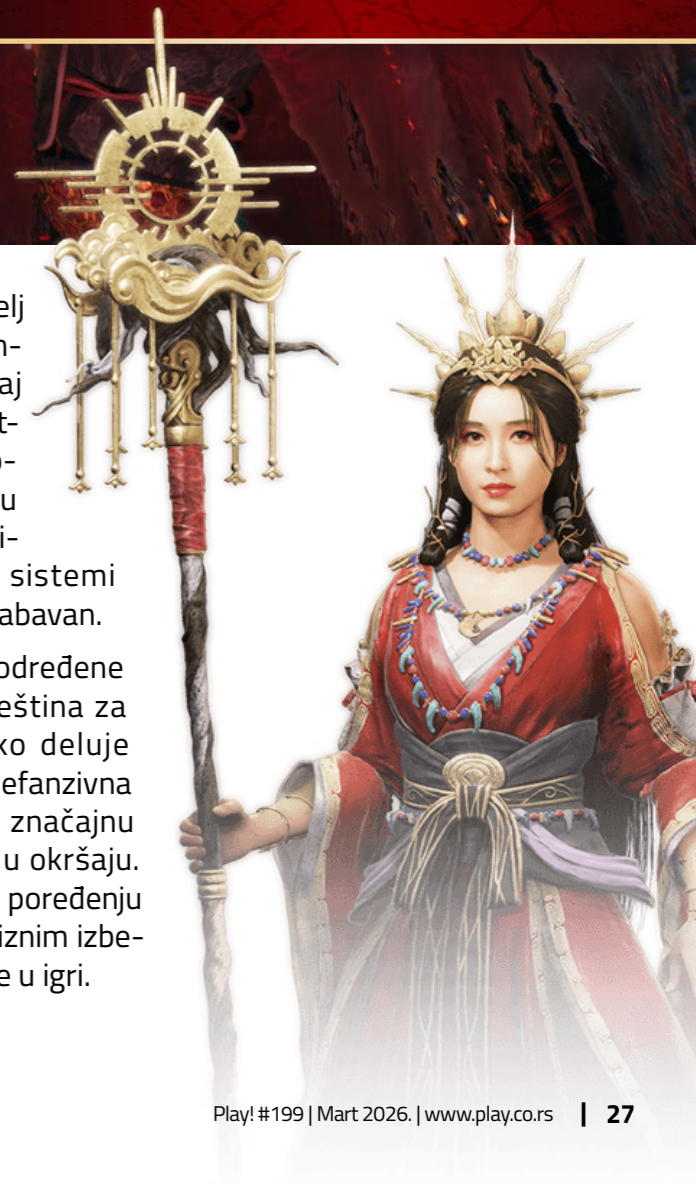 elj
n-
aj
t-
o-
u
i-
sistemi
abavan.
određene
eština za
ko deluje
efanzivna
značajnu
u okršaju.
poređenju
iznim izbe-
e u igri.
Play! #199 | Mart 2026. | www.play.co.rs | 27